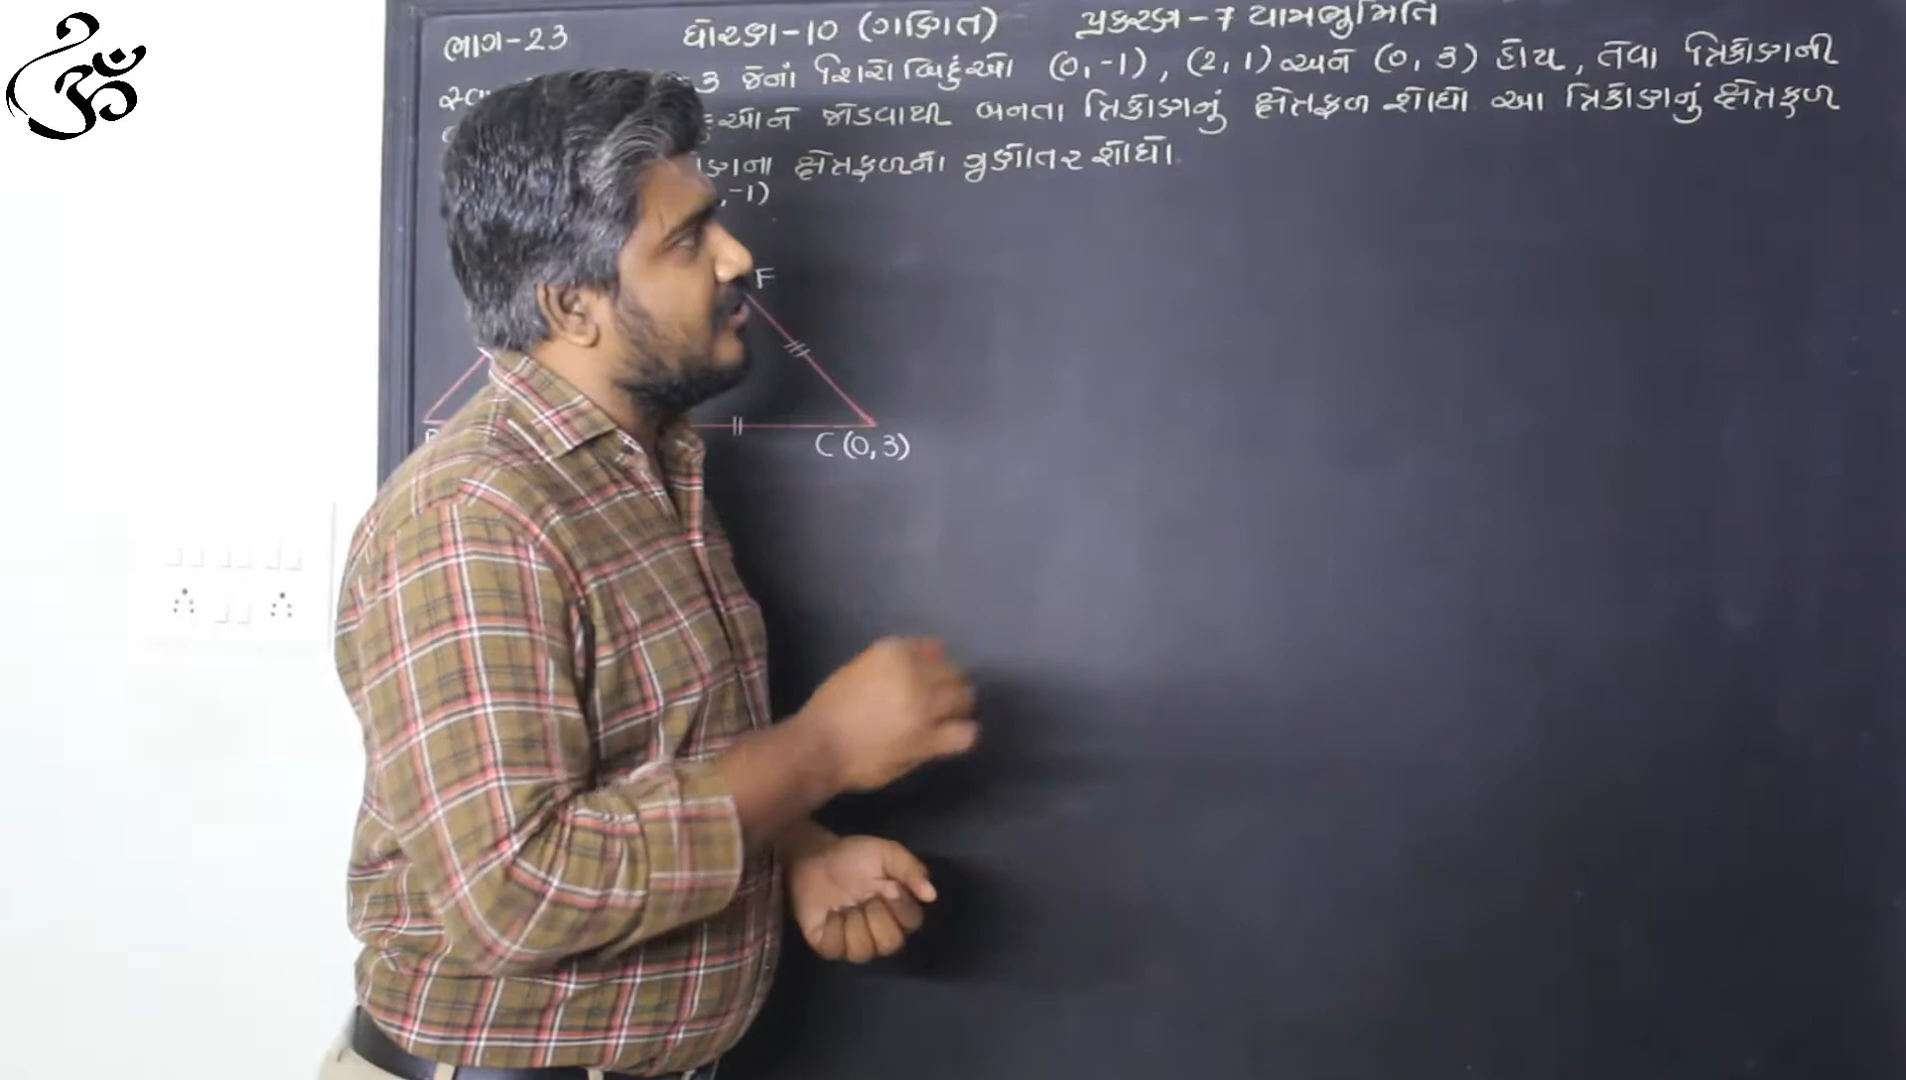 ભાગ-23 ધોરણ-10 (ગણિત) પ્રકરણ-7 યામભૂમિતિ
3 જેનાં શિરોબિંદુઓ (0,-1), (2,1) અને (0,3) હોય, તેવા ત્રિકોણની
જોડવાથી બનતા ત્રિકોણનું ક્ષેત્રફળ શોધો આ ત્રિકોણનું ક્ષેત્રફળ
ક્ષેત્રફળનો ગુણોતર શોધો.
,-1)
F
C (0,3)
ॐ